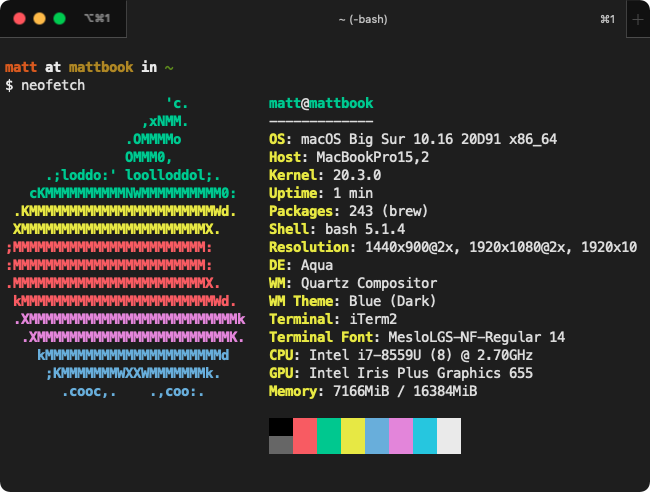 ⌥⌘1 ~ (-bash) ⌘1 +
matt at mattbook in ~
$ neofetch
'c. matt@mattbook
,xNMM. -------------
.OMMMMo OS: macOS Big Sur 10.16 20D91 x86_64
OMMM0, Host: MacBookPro15,2
.;loddo:' loolloddol;. Kernel: 20.3.0
cKMMMMMMMMMMNWMMMMMMMMMM0: Uptime: 1 min
.KMMMMMMMMMMMMMMMMMMMMMMMWd. Packages: 243 (brew)
XMMMMMMMMMMMMMMMMMMMMMMMX. Shell: bash 5.1.4
;MMMMMMMMMMMMMMMMMMMMMMMM: Resolution: 1440x900@2x, 1920x1080@2x, 1920x10
:MMMMMMMMMMMMMMMMMMMMMMMM: DE: Aqua
.MMMMMMMMMMMMMMMMMMMMMMMMX. WM: Quartz Compositor
kMMMMMMMMMMMMMMMMMMMMMMMMWd. WM Theme: Blue (Dark)
.XMMMMMMMMMMMMMMMMMMMMMMMMMMk Terminal: iTerm2
.XMMMMMMMMMMMMMMMMMMMMMMMMK. Terminal Font: MesloLGS-NF-Regular 14
kMMMMMMMMMMMMMMMMMMMMMMd CPU: Intel i7-8559U (8) @ 2.70GHz
;KMMMMMMMWXXWMMMMMMMk. GPU: Intel Iris Plus Graphics 655
.cooc,. .,coo:. Memory: 7166MiB / 16384MiB